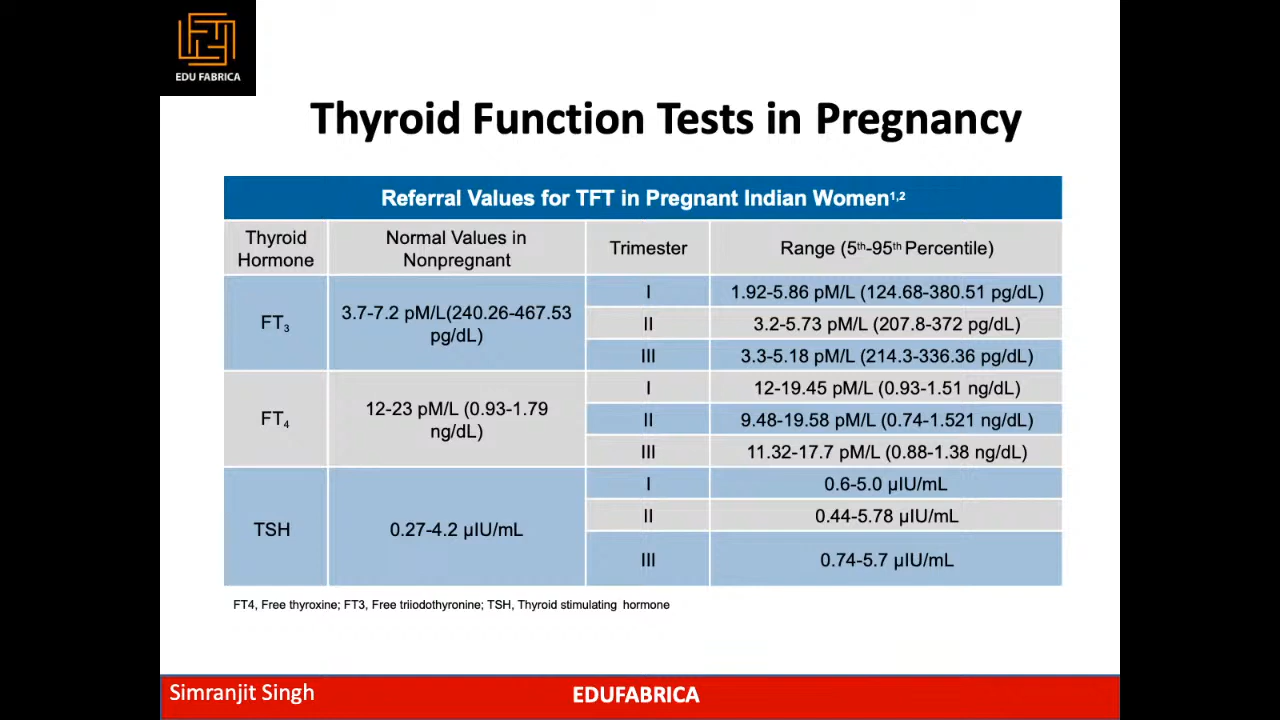 EDU FABRICA
Thyroid Function Tests in Pregnancy
Referral Values for TFT in Pregnant Indian Women1,2
Thyroid
Hormone
Normal Values in
Nonpregnant
Trimester
Range (5th-95th Percentile)
FT3
3.7-7.2 pM/L(240.26-467.53
pg/dL)
I
1.92-5.86 pM/L (124.68-380.51 pg/dL)
II
3.2-5.73 pM/L (207.8-372 pg/dL)
III
3.3-5.18 pM/L (214.3-336.36 pg/dL)
FT4
12-23 pM/L (0.93-1.79
ng/dL)
I
12-19.45 pM/L (0.93-1.51 ng/dL)
II
9.48-19.58 pM/L (0.74-1.521 ng/dL)
III
11.32-17.7 pM/L (0.88-1.38 ng/dL)
TSH
0.27-4.2 µIU/mL
I
0.6-5.0 µIU/mL
II
0.44-5.78 µIU/mL
III
0.74-5.7 µIU/mL
FT4, Free thyroxine; FT3, Free triiodothyronine; TSH, Thyroid stimulating hormone
Simranjit Singh
EDUFABRICA